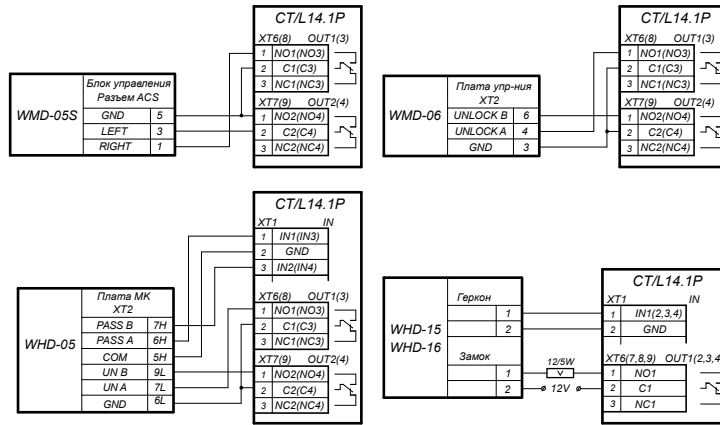 CT/L14.1P
XT6(8) OUT1(3)
1 NO1(NO3)
2 C1(C3)
3 NC1(NC3)
XT7(9) OUT2(4)
1 NO2(NO4)
2 C2(C4)
3 NC2(NC4)
WMD-05S
Блок управления
Разъем ACS
GND 5
LEFT 3
RIGHT 1
CT/L14.1P
XT6(8) OUT1(3)
1 NO1(NO3)
2 C1(C3)
3 NC1(NC3)
XT7(9) OUT2(4)
1 NO2(NO4)
2 C2(C4)
3 NC2(NC4)
WMD-06
Плата упр-ния
XT2
UNLOCK B 6
UNLOCK A 4
GND 3
CT/L14.1P
XT1 IN
1 IN1(IN3)
2 GND
3 IN2(IN4)
XT6(8) OUT1(3)
1 NO1(NO3)
2 C1(C3)
3 NC1(NC3)
XT7(9) OUT2(4)
1 NO2(NO4)
2 C2(C4)
3 NC2(NC4)
WHD-05
Плата МК
XT2
PASS B 7H
PASS A 6H
COM 5H
UN B 9L
UN A 7L
GND 6L
WHD-15
WHD-16
Геркон
1
2
Замок
1
2
12/5W
12V
CT/L14.1P
XT1 IN
1 IN1(2,3,4)
2 GND
XT6(7,8,9) OUT1(2,3,4
1 NO1
2 C1
3 NC1